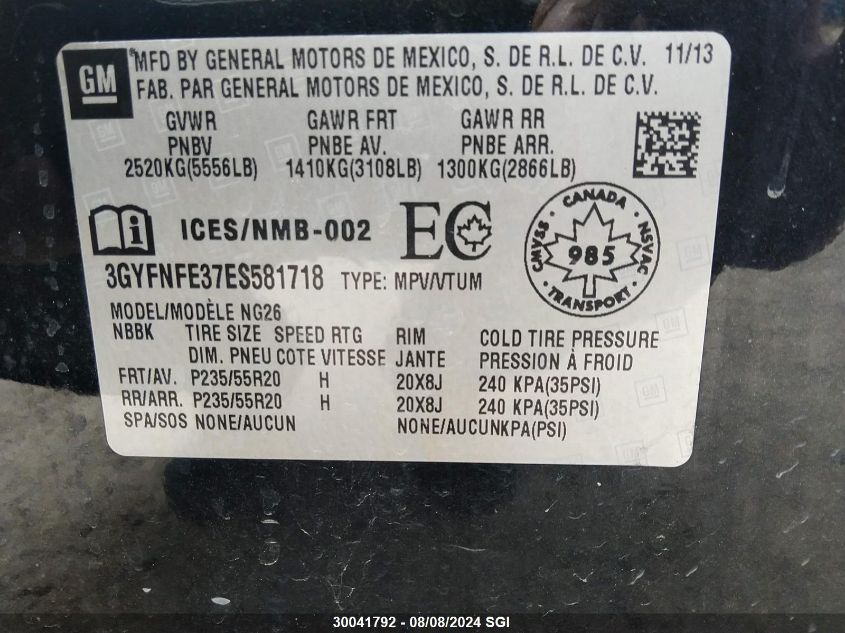 GM
MFD BY GENERAL MOTORS DE MEXICO, S. DE R.L. DE C.V. 11/13
FAB. PAR GENERAL MOTORS DE MEXICO, S. DE R.L. DE C.V.
GVWR GAWR FRT GAWR RR
PNBV PNBE AV. PNBE ARR.
2520KG(5556LB) 1410KG(3108LB) 1300KG(2866LB)
ICES/NMB-002 EC
CANADA
CMVSS 985 NSVAC
TRANSPORT
3GYFNFE37ES581718 TYPE: MPV/VTUM
MODEL/MODÈLE NG26
NBBK TIRE SIZE SPEED RTG RIM COLD TIRE PRESSURE
DIM. PNEU COTE VITESSE JANTE PRESSION À FROID
FRT/AV. P235/55R20 H 20X8J 240 KPA(35PSI)
RR/ARR. P235/55R20 H 20X8J 240 KPA(35PSI)
SPA/SOS NONE/AUCUN NONE/AUCUNKPA(PSI)
30041792 - 08/08/2024 SGI